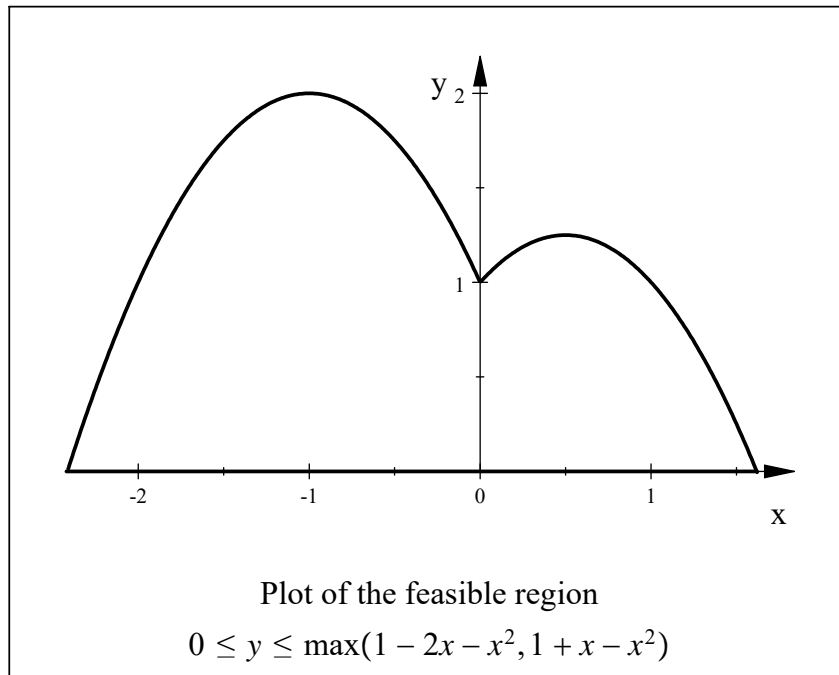 y
2
1
-2 -1 0 1
x
Plot of the feasible region
0 ≤ y ≤ max(1 − 2x − x², 1 + x − x²)